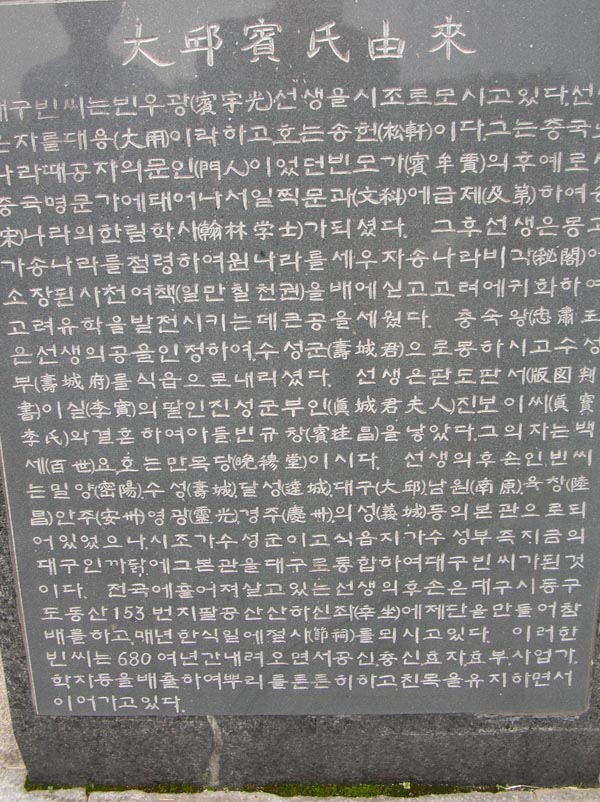 大邱賓氏由來
대구빈씨는빈우광(賓宇光)선생을시조로모시고있다.선생
은자를대용(大用)이라하고,호는송헌(松軒)이다.그는중국
나라때공자의문인(門人)이었던빈모가(賓牟賈)의후예로서
중국명문가에태어나서일찍문과(文科)에급제(及第)하여송
宋)나라의한림학사(翰林学士)가되셨다. 그후선생은몽고
가송나라를점령하여원나라를세우자송나라비각(秘閣)에
소장된사천여책(일만칠천권)을배에싣고고려에귀화하여
고려유학을발전시키는데큰공을세웠다. 충숙왕(忠肅王
은선생의공을인정하여,수성군(壽城君)으로봉하시고수성
부(壽城府)를식읍으로내리셨다. 선생은판도판서(版図判
書)이실(李實)의딸인진성군부인(眞城君夫人)진보이씨(眞寶
李氏)와결혼하여아들빈규창(賓珪昌)을낳았다.그의자는백
세(百世)요,호는만목당(晩穆堂)이시다. 선생의후손인,빈씨
는밀양(密陽),수성(壽城),달성(達城),대구(大邱),남원(南原),육창(陸
昌)안주(安州)영광(靈光)경주(慶州),의성(義城)등의본관으로되
어있었으나,시조가수성군이고식읍지가수성부즉지금의
대구인까닭에그본관을대구로통합하여대구빈씨가된것
이다. 전국에흩어져살고있는선생의후손은대구시동구
도동산153번지팔공산산하신좌(辛坐)에제단을만들어참
배를하고,매년한식일에절사(節祠)를뫼시고있다. 이러한
빈씨는680여년간내려오면서공신,충신,효자,효부,사업가,
학자등을배출하여뿌리를튼튼히하고친목을유지하면서
이어가고있다.